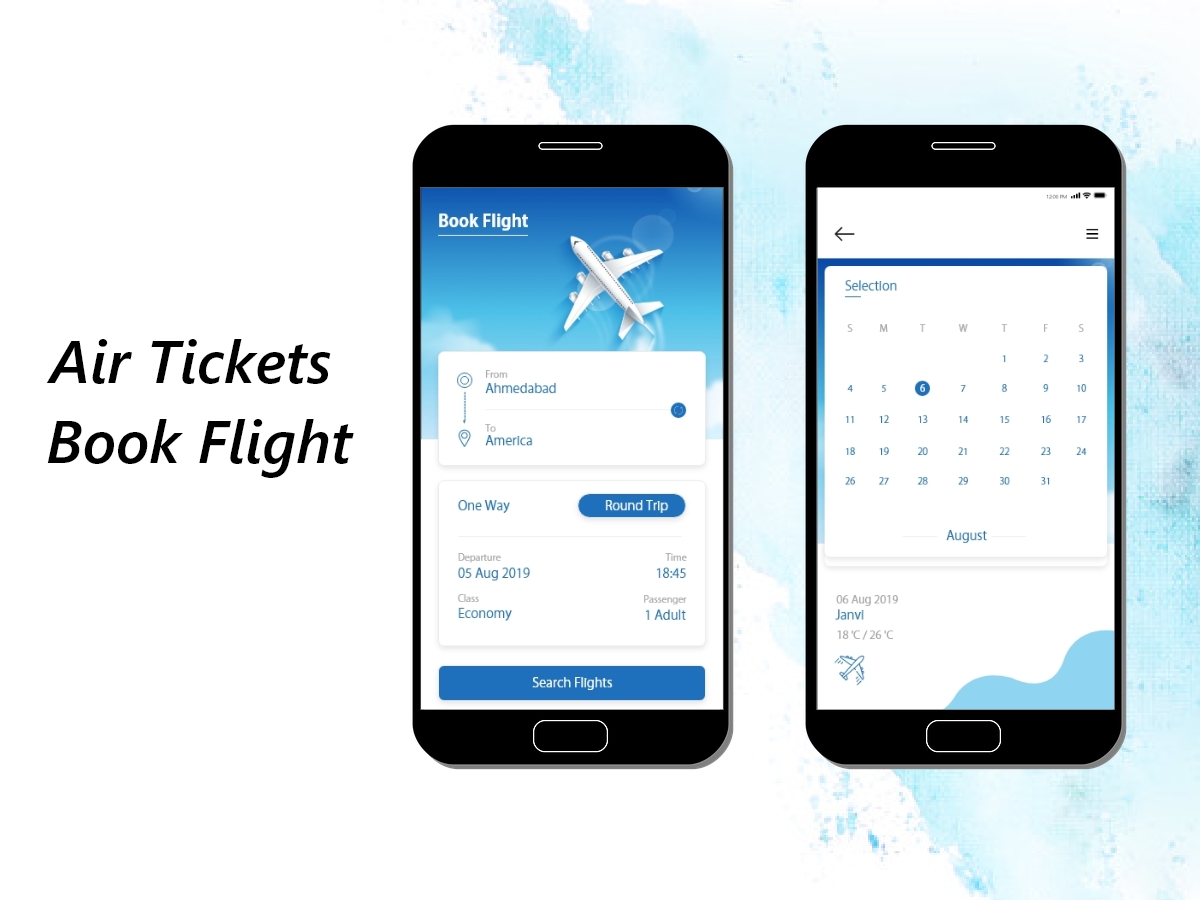 Air Tickets
Book Flight
Book Flight
From
Ahmedabad
To
America
One Way
Round Trip
Departure
Time
05 Aug 2019
18:45
Class
Passenger
Economy
1 Adult
Search Flights
12:08 PM
Selection
S M T W T F S
1 2 3
4 5 6 7 8 9 10
11 12 13 14 15 16 17
18 19 20 21 22 23 24
26 27 28 29 30 31
August
06 Aug 2019
Janvi
18 °C / 26 °C